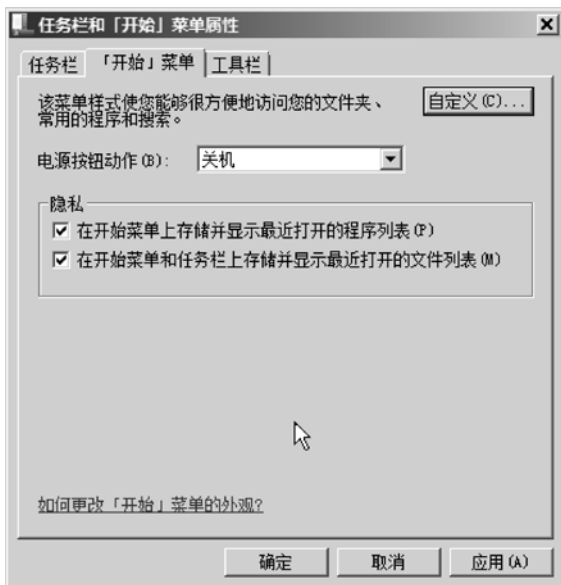 任务栏和「开始」菜单属性
任务栏 「开始」菜单 工具栏
该菜单样式使您能够很方便地访问您的文件夹、
常用的程序和搜索。
自定义(C)...
电源按钮动作(B): 关机
隐私
在开始菜单上存储并显示最近打开的程序列表(P)
在开始菜单和任务栏上存储并显示最近打开的文件列表(M)
如何更改「开始」菜单的外观?
确定 取消 应用(A)